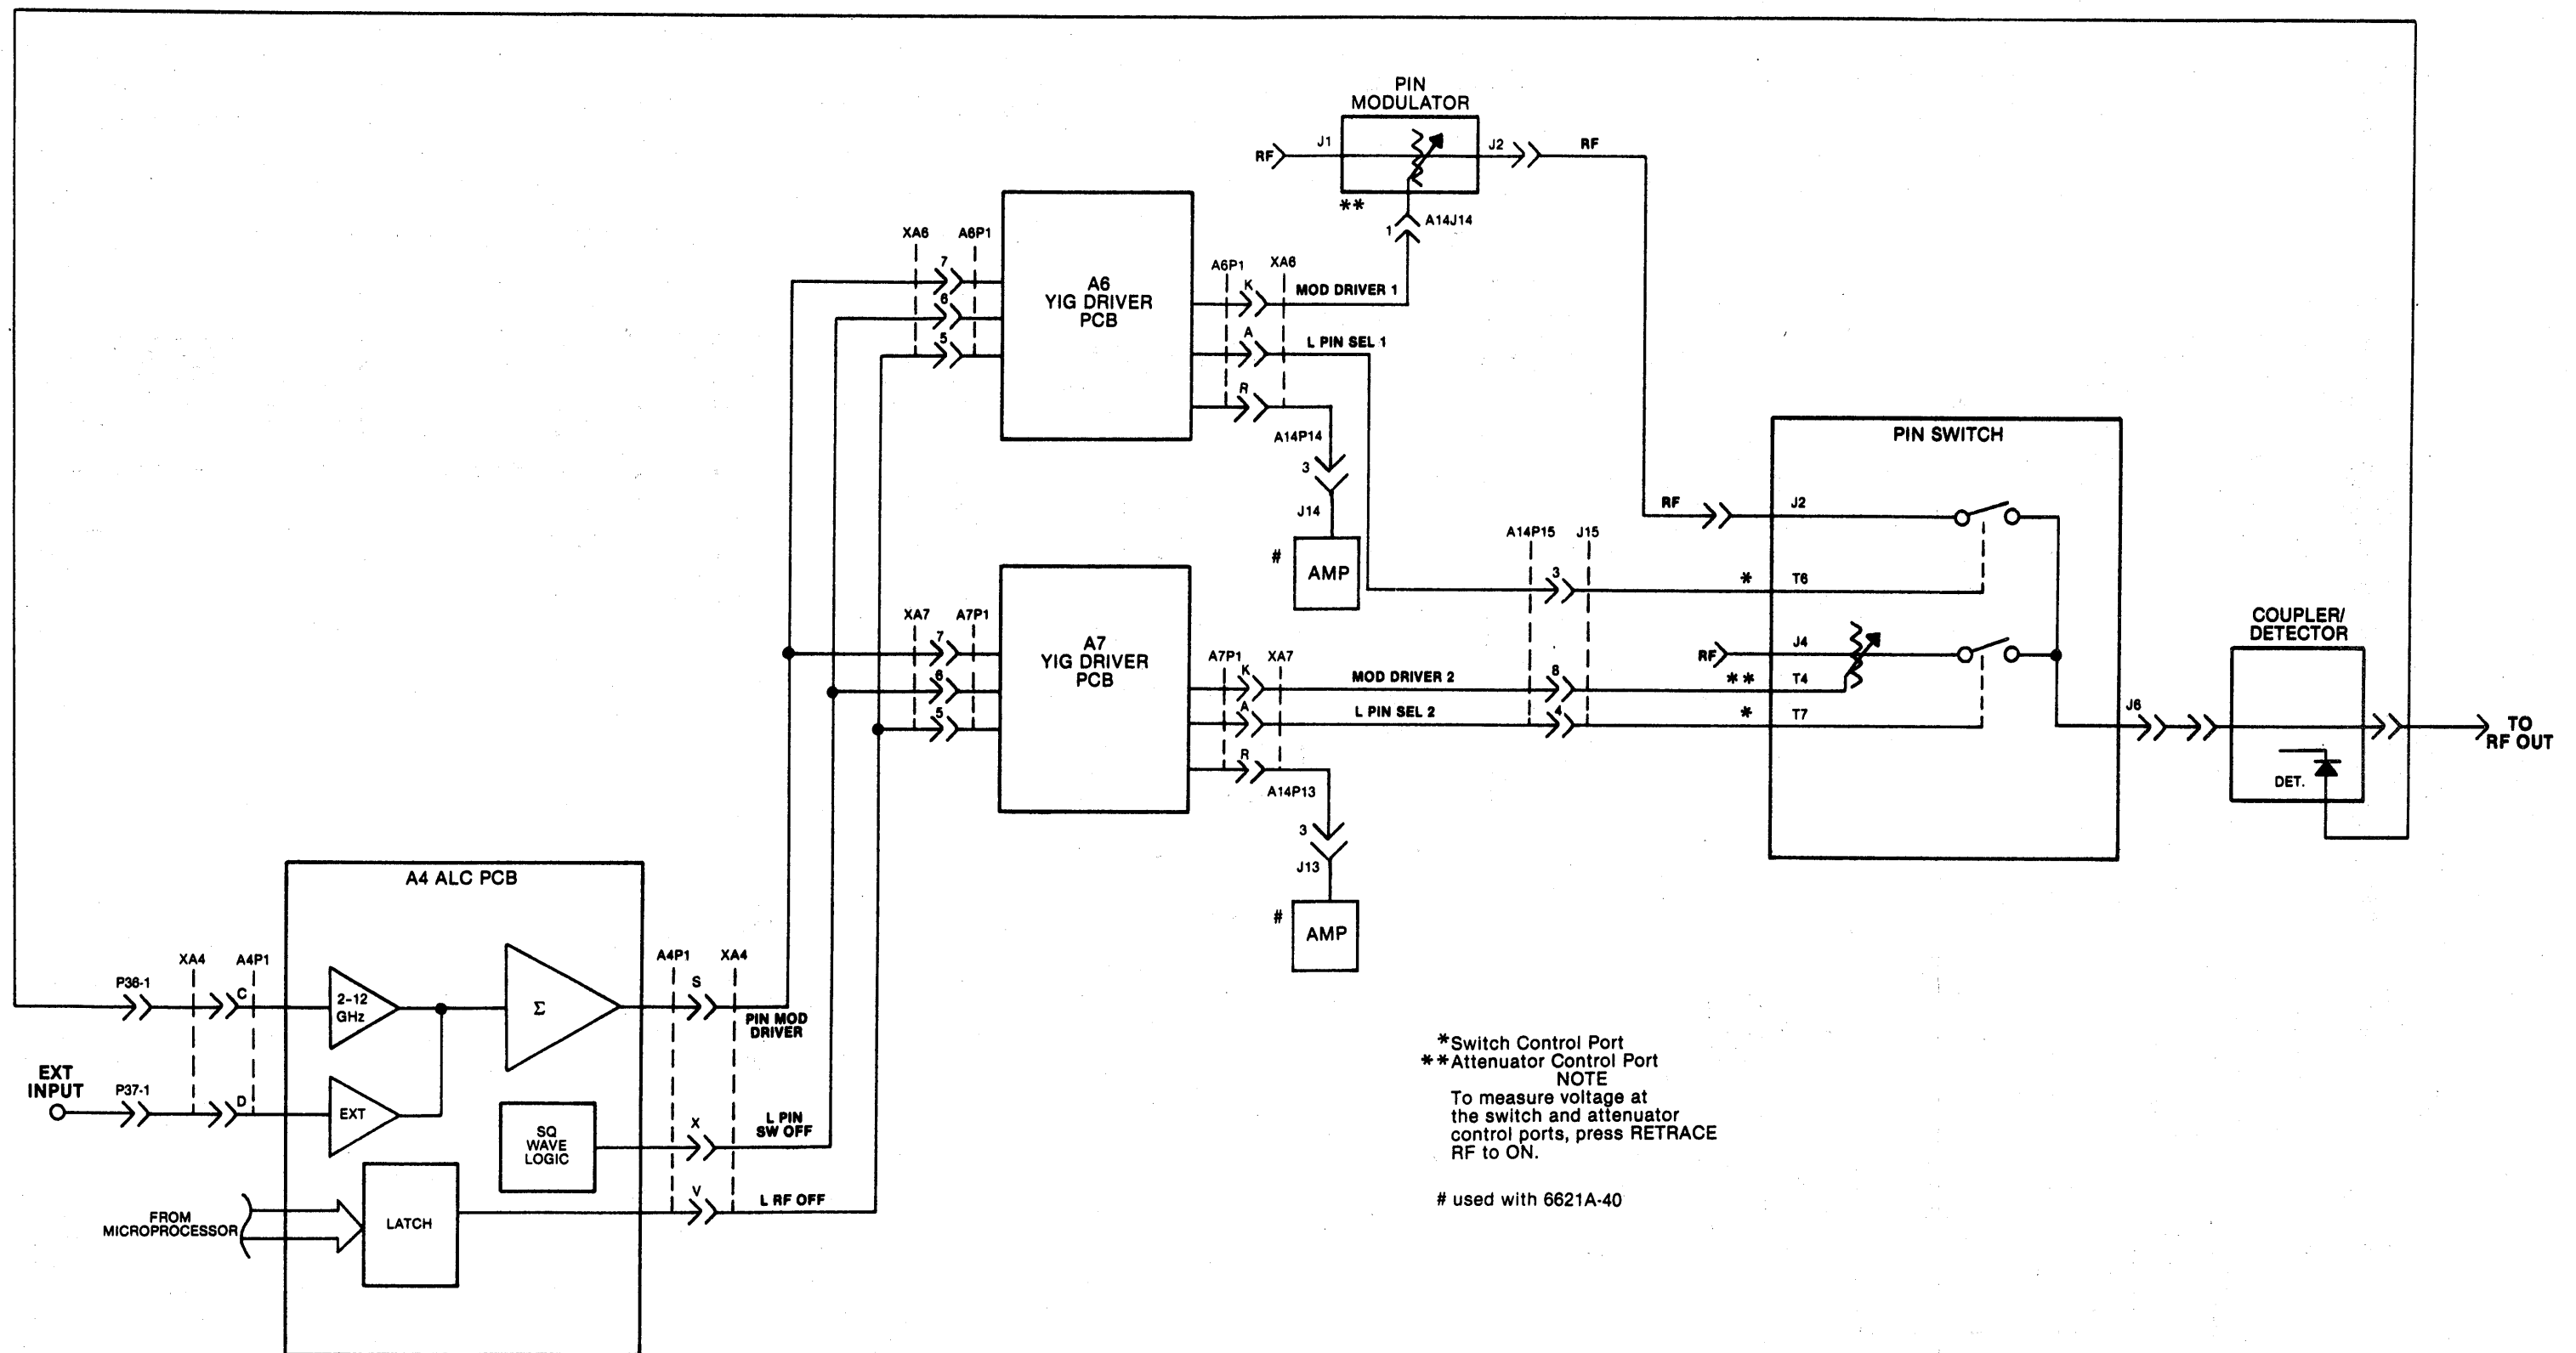 PIN
MODULATOR
RF
J1
J2
RF
**
1
A14J14
XA6
A6P1
7
6
5
A6
YIG DRIVER
PCB
A6P1
XA6
K
MOD DRIVER 1
A
L PIN SEL 1
R
A14P14
3
J14
#
AMP
PIN SWITCH
RF
J2
A14P15
J15
3
*
T6
RF
J4
8
**
T4
4
*
T7
J6
COUPLER/
DETECTOR
DET.
TO
RF OUT
XA7
A7P1
7
6
5
A7
YIG DRIVER
PCB
A7P1
XA7
K
MOD DRIVER 2
A
L PIN SEL 2
R
A14P13
3
J13
#
AMP
A4 ALC PCB
P36-1
XA4
A4P1
C
2-12
GHz
Σ
A4P1
XA4
S
PIN MOD
DRIVER
EXT
INPUT
P37-1
D
EXT
SQ
WAVE
LOGIC
X
L PIN
SW OFF
FROM
MICROPROCESSOR
LATCH
V
L RF OFF
*Switch Control Port
**Attenuator Control Port
NOTE
To measure voltage at
the switch and attenuator
control ports, press RETRACE
RF to ON.
# used with 6621A-40